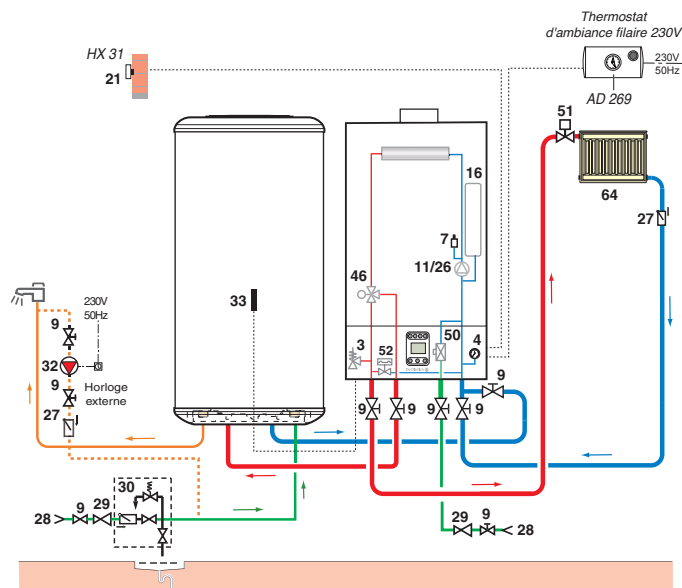 Thermostat
d'ambiance filaire 230V
HX 31
21
230V
50Hz
AD 269
51
16
64
7
27
11/26
46
33
230V
50Hz
9
3
52
50
4
32
9
9
Horloge
externe
27
9
9
9
9
30
28
9
29
29
9
28